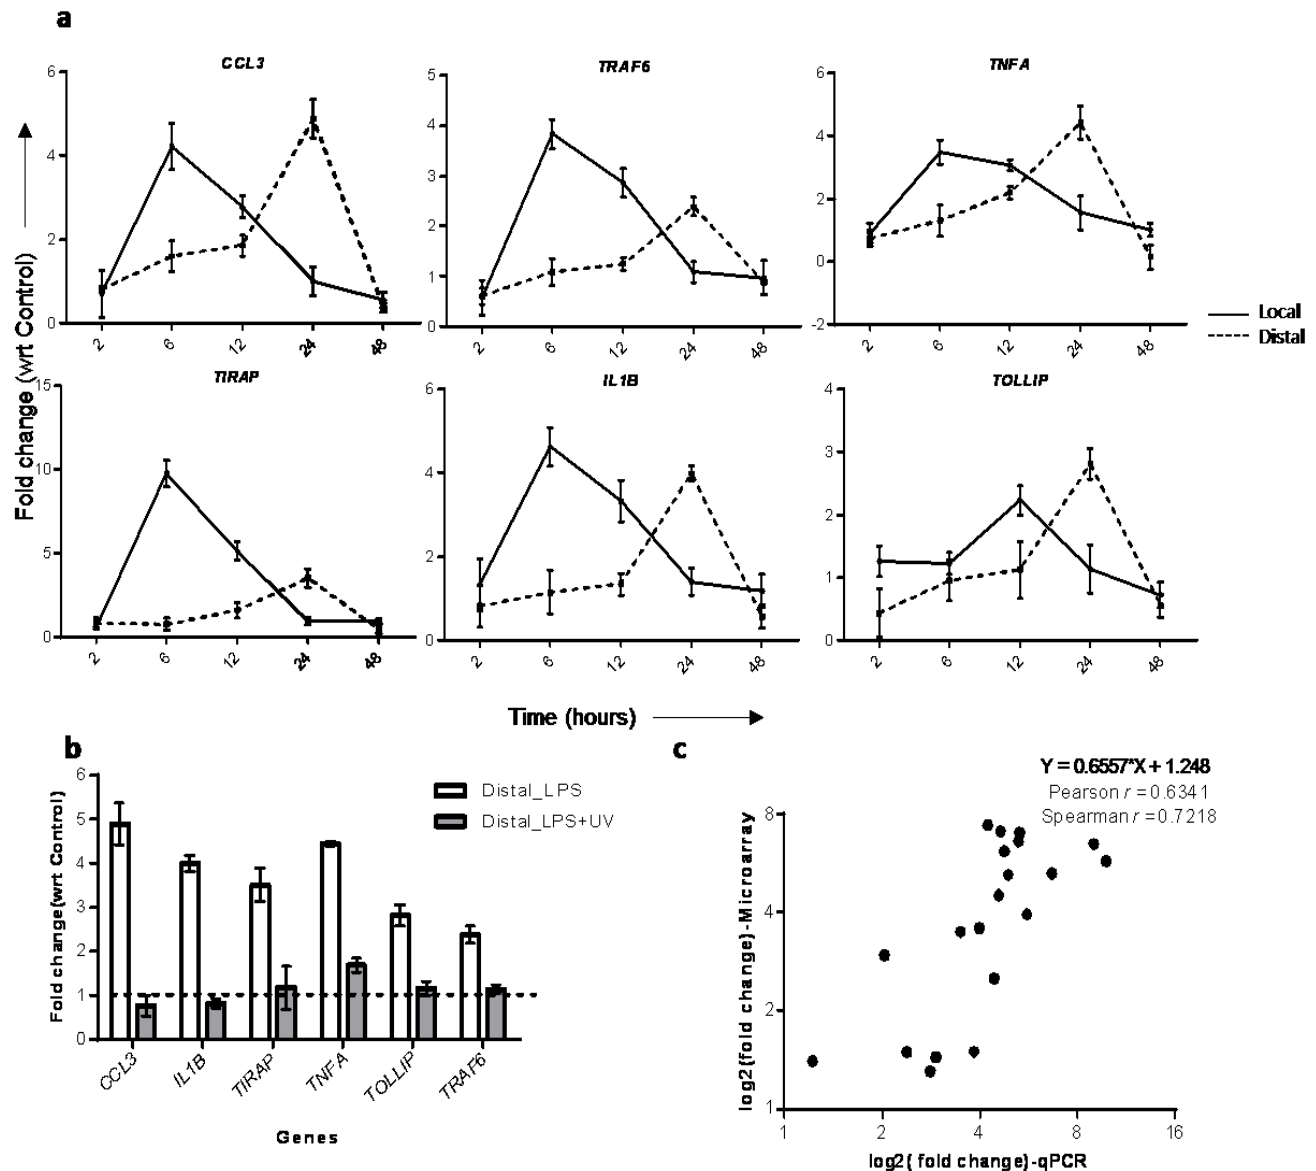 a
CCL3
TRAF6
TNFA
6
4
2
0
5
4
3
2
1
0
6
4
2
0
-2
2 6 12 24 48
2 6 12 24 48
2 6 12 24 48
Local
Distal
Fold change (wrt Control)
TIRAP
IL1B
TOLLIP
15
10
5
0
6
4
2
0
4
3
2
1
0
2 6 12 24 48
2 6 12 24 48
2 6 12 24 48
Time (hours)
b
Fold change(wrt Control)
6
5
4
3
2
1
0
Distal_LPS
Distal_LPS+UV
CCL3 IL1B TIRAP TNFA TOLLIP TRAF6
Genes
c
Y = 0.6557*X + 1.248
Pearson r =0.6341
Spearman r =0.7218
log2(fold change)-Microarray
8
4
2
1
1 2 4 8 16
log2( fold change)-qPCR